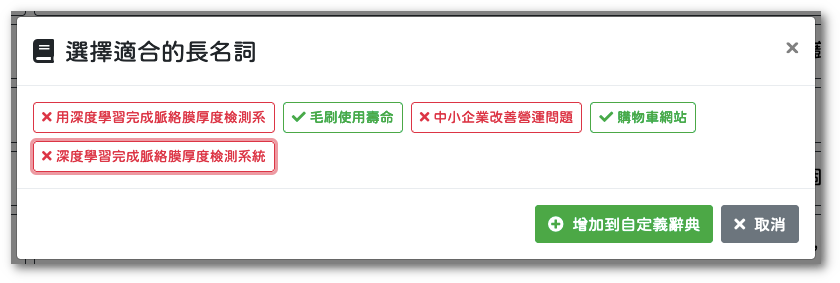 選擇適合的長名詞
用深度學習完成脈絡膜厚度檢測系 毛刷使用壽命 中小企業改善營運問題 購物車網站
深度學習完成脈絡膜厚度檢測系統
增加到自定義辭典 取消